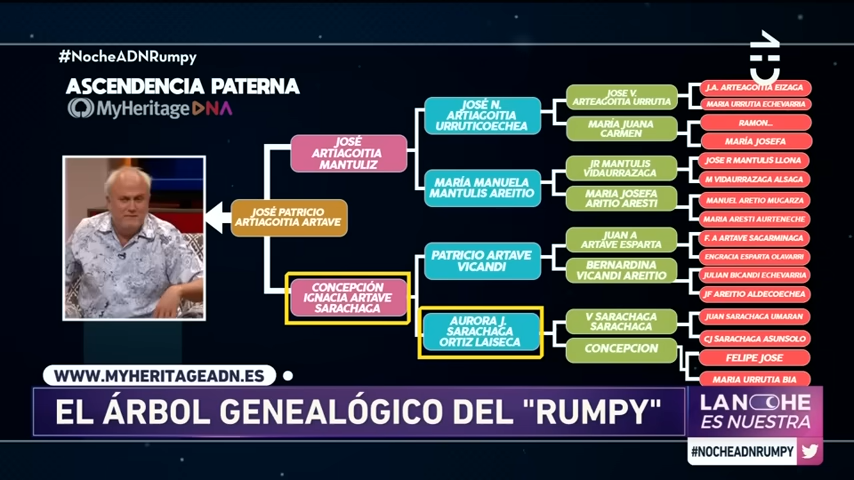 #NocheADNRumpy
CHV
ASCENDENCIA PATERNA
MyHeritage DNA
JOSÉ PATRICIO
ARTIAGOITIA ARTAVE
JOSÉ
ARTIAGOITIA
MANTULIZ
CONCEPCIÓN
IGNACIA ARTAVE
SARACHAGA
JOSÉ N.
ARTIAGOITIA
URRUTICOECHEA
MARÍA MANUELA
MANTULIS AREITIO
PATRICIO ARTAVE
VICANDI
AURORA J.
SARACHAGA
ORTIZ LAISECA
JOSE V.
ARTEAGOITIA URRUTIA
MARÍA JUANA
CARMEN
JR MANTULIS
VIDAURRAZAGA
MARIA JOSEFA
ARITIO ARESTI
JUAN A
ARTAVE ESPARTA
BERNARDINA
VICANDI AREITIO
V SARACHAGA
SARACHAGA
CONCEPCION
J.A. ARTEAGOITIA EIZAGA
MARIA URRUTIA ECHEVARRIA
RAMON...
MARÍA JOSEFA
JOSE R MANTULIS LLONA
M VIDAURRAZAGA ALSAGA
MANUEL ARETIO MUGARZA
MARIA ARESTI AURTENECHE
F. A ARTAVE SAGARMINAGA
ENGRACIA ESPARTA OLAVARRI
JULIAN BICANDI ECHEVARRIA
JF AREITIO ALDECOECHEA
JUAN SARACHAGA UMARAN
CJ SARACHAGA ASUNSOLO
FELIPE JOSE
MARIA URRUTIA BIA
WWW.MYHERITAGEADN.ES
EL ÁRBOL GENEALÓGICO DEL "RUMPY"
LA NOCHE
ES NUESTRA
#NOCHEADNRUMPY